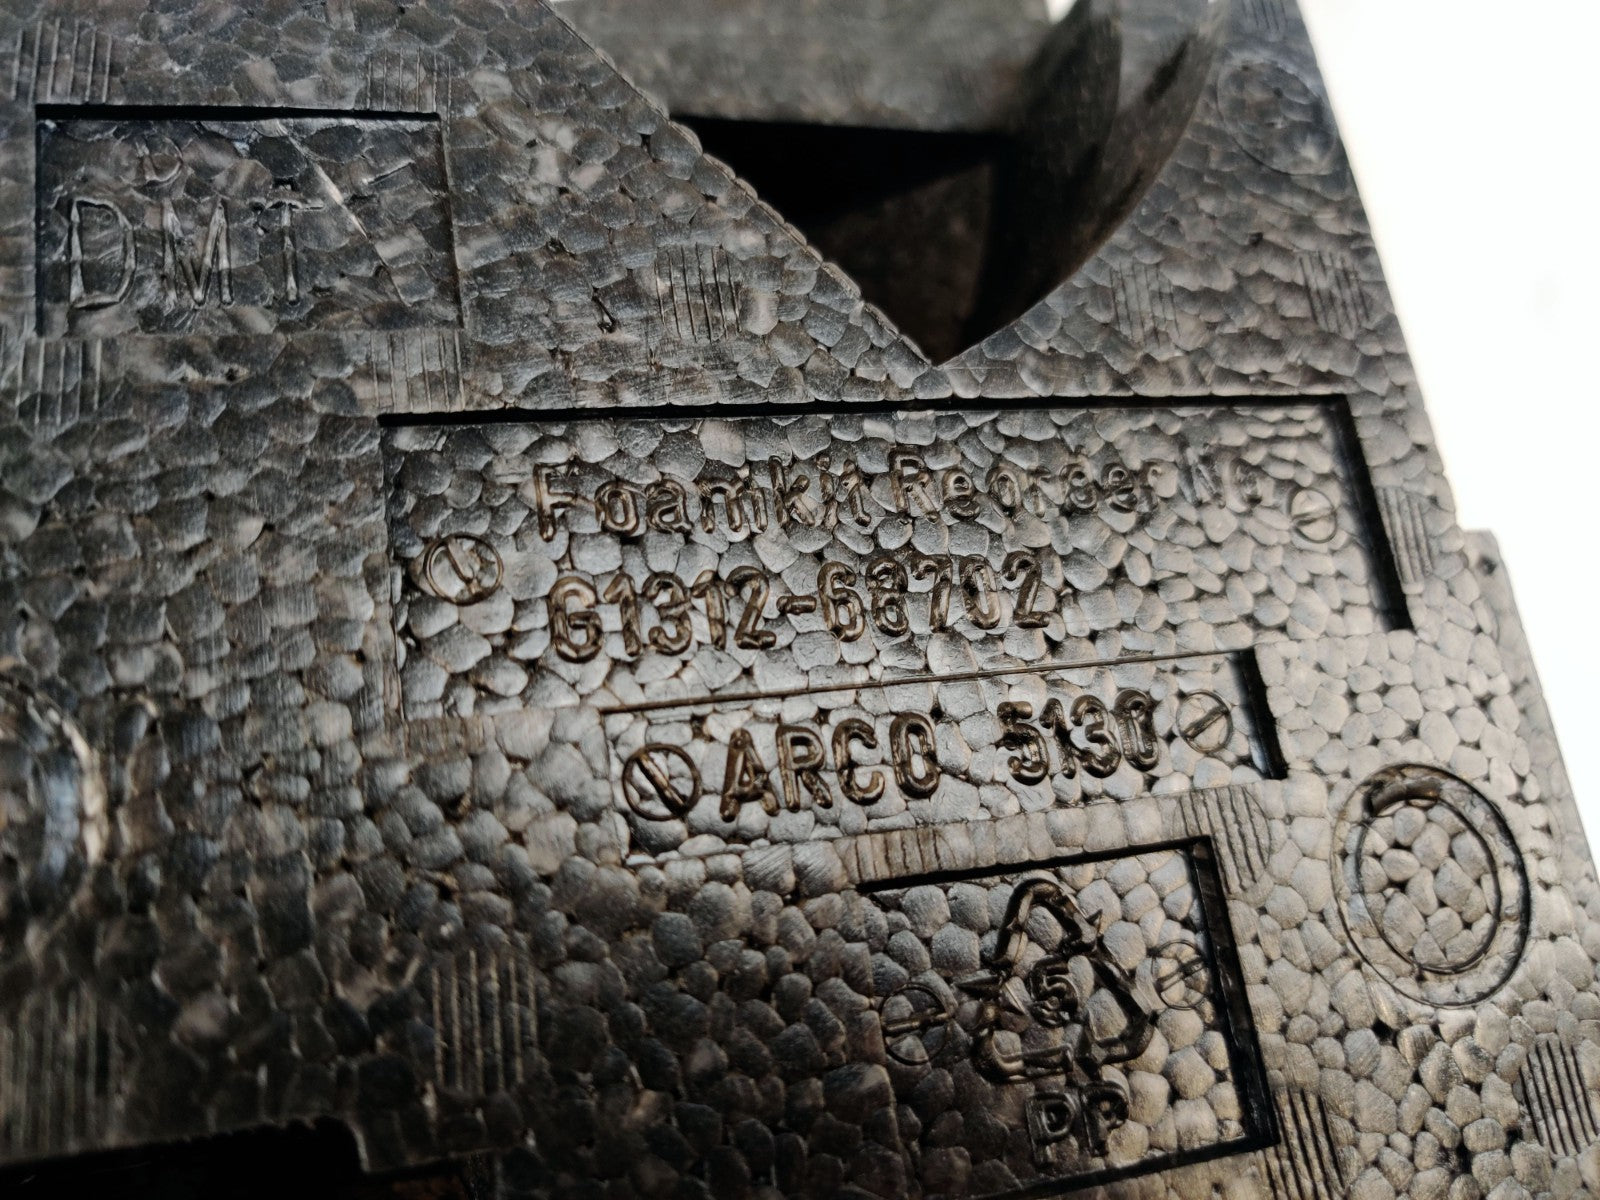 DMT
Foamkit Reorder NO
G1312-68702
ARCO 5130
5
PP